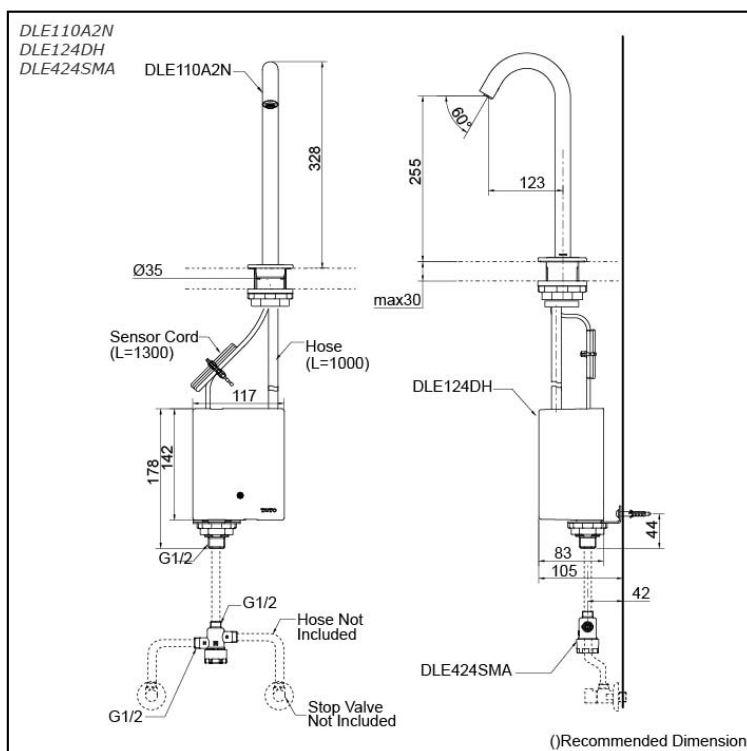 DLE110A2N
DLE124DH
DLE424SMA
DLE110A2N
328
Ø35
Sensor Cord
(L=1300)
Hose
(L=1000)
117
178
142
TOTO
G1/2
G1/2
Hose Not
Included
G1/2
Stop Valve
Not Included
60°
255
123
max30
DLE124DH
44
83
105
42
DLE424SMA
()Recommended Dimension